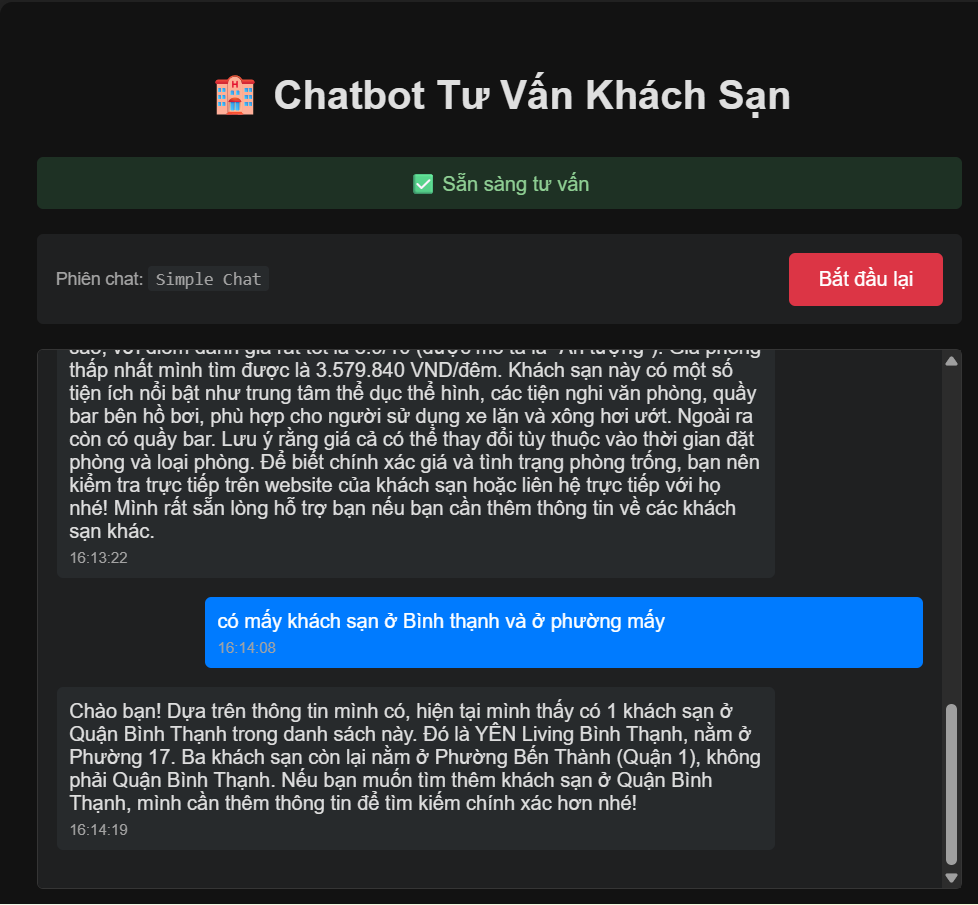 Chatbot Tư Vấn Khách Sạn
Sẵn sàng tư vấn
Phiên chat: Simple Chat
Bắt đầu lại
thấp nhất mình tìm được là 3.579.840 VND/đêm. Khách sạn này có một số
tiện ích nổi bật như trung tâm thể dục thể hình, các tiện nghi văn phòng, quầy
bar bên hồ bơi, phù hợp cho người sử dụng xe lăn và xông hơi ướt. Ngoài ra
còn có quầy bar. Lưu ý rằng giá cả có thể thay đổi tùy thuộc vào thời gian đặt
phòng và loại phòng. Để biết chính xác giá và tình trạng phòng trống, bạn nên
kiểm tra trực tiếp trên website của khách sạn hoặc liên hệ trực tiếp với họ
nhé! Mình rất sẵn lòng hỗ trợ bạn nếu bạn cần thêm thông tin về các khách
sạn khác.
16:13:22
có mấy khách sạn ở Bình thạnh và ở phường mấy
16:14:08
Chào bạn! Dựa trên thông tin mình có, hiện tại mình thấy có 1 khách sạn ở
Quận Bình Thạnh trong danh sách này. Đó là YÊN Living Bình Thạnh, nằm ở
Phường 17. Ba khách sạn còn lại nằm ở Phường Bến Thành (Quận 1), không
phải Quận Bình Thạnh. Nếu bạn muốn tìm thêm khách sạn ở Quận Bình
Thạnh, mình cần thêm thông tin để tìm kiếm chính xác hơn nhé!
16:14:19